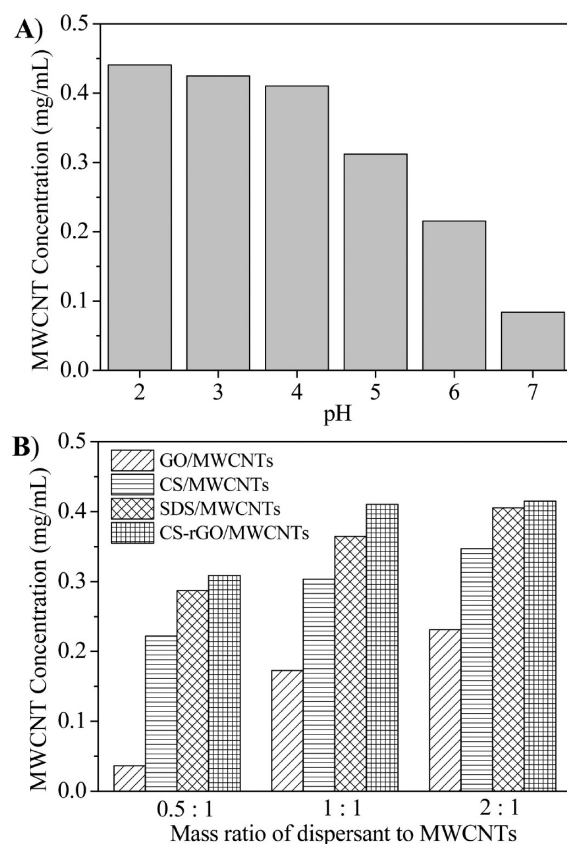 A)
MWCNT Concentration (mg/mL)
0.5
0.4
0.3
0.2
0.1
0.0
2 3 4 5 6 7
pH
B)
MWCNT Concentration (mg/mL)
0.5
0.4
0.3
0.2
0.1
0.0
GO/MWCNTs
CS/MWCNTs
SDS/MWCNTs
CS-rGO/MWCNTs
0.5 : 1 1 : 1 2 : 1
Mass ratio of dispersant to MWCNTs